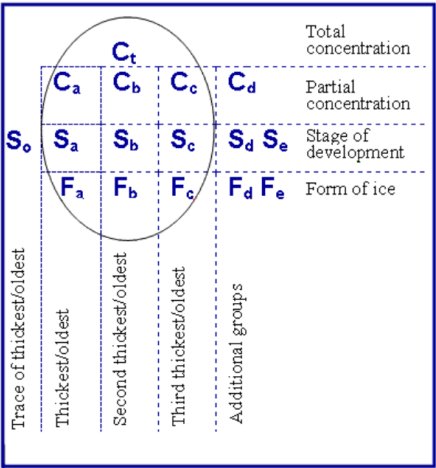 Total
concentration
Ct
Ca Cb Cc Cd
Partial
concentration
So Sa Sb Sc Sd Se
Stage of
development
Fa Fb Fc Fd Fe
Form of ice
Trace of thickest/oldest
Thickest/oldest
Second thickest/oldest
Third thickest/oldest
Additional groups